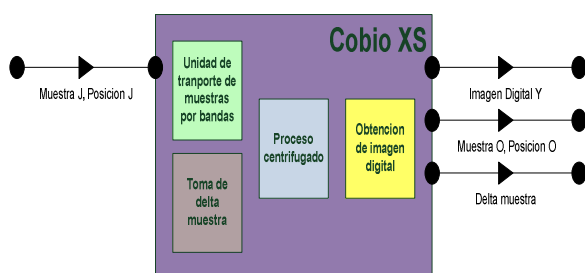 Cobio XS
Unidad de
tranporte de
muestras
por bandas
Muestra J, Posicion J
Toma de
delta
muestra
Proceso
centrifugado
Obtencion
de imagen
digital
Imagen Digital Y
Muestra O, Posicion O
Delta muestra